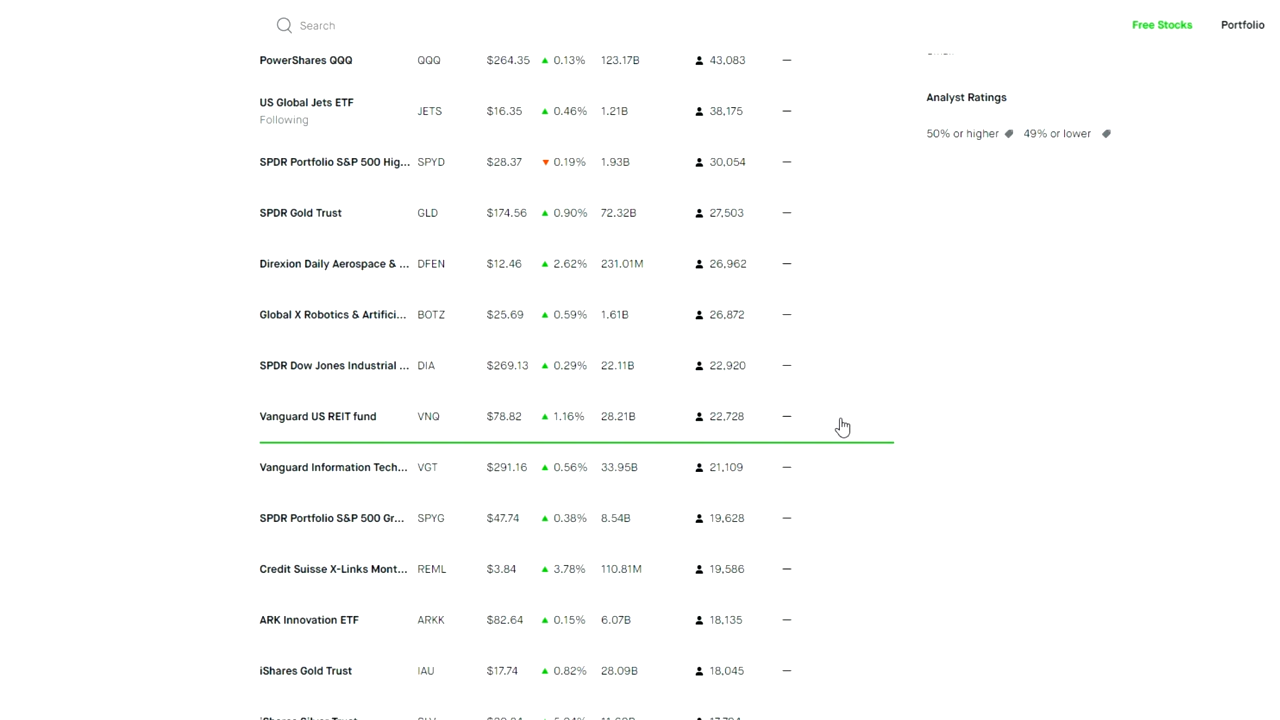 Search
Free Stocks
Portfolio
PowerShares QQQ QQQ $264.35 0.13% 123.17B 43,083 —
US Global Jets ETF
Following
JETS $16.35 0.46% 1.21B 38,175 —
SPDR Portfolio S&P 500 Hig... SPYD $28.37 0.19% 1.93B 30,054 —
SPDR Gold Trust GLD $174.56 0.90% 72.32B 27,503 —
Direxion Daily Aerospace & ... DFEN $12.46 2.62% 231.01M 26,962 —
Global X Robotics & Artifici... BOTZ $25.69 0.59% 1.61B 26,872 —
SPDR Dow Jones Industrial ... DIA $269.13 0.29% 22.11B 22,920 —
Vanguard US REIT fund VNQ $78.82 1.16% 28.21B 22,728 —
Vanguard Information Tech... VGT $291.16 0.56% 33.95B 21,109 —
SPDR Portfolio S&P 500 Gr... SPYG $47.74 0.38% 8.54B 19,628 —
Credit Suisse X-Links Mont... REML $3.84 3.78% 110.81M 19,586 —
ARK Innovation ETF ARKK $82.64 0.15% 6.07B 18,135 —
iShares Gold Trust IAU $17.74 0.82% 28.09B 18,045 —
iShares Silver Trust
Analyst Ratings
50% or higher 49% or lower